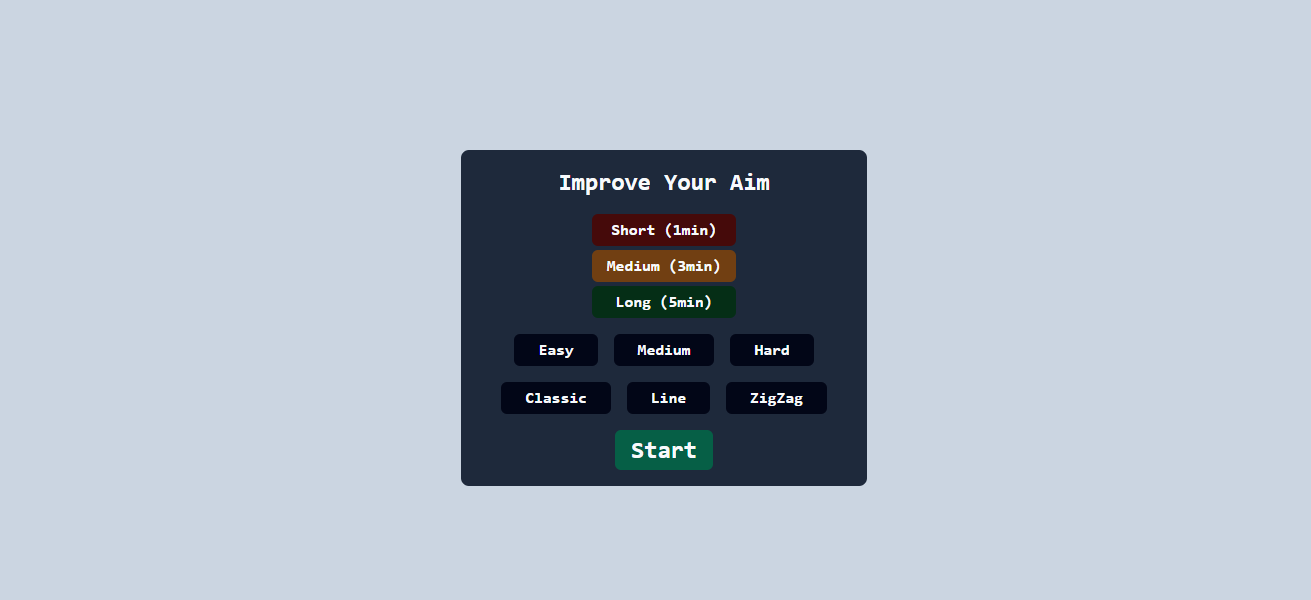 Improve Your Aim
Short (1min)
Medium (3min)
Long (5min)
Easy Medium Hard
Classic Line ZigZag
Start